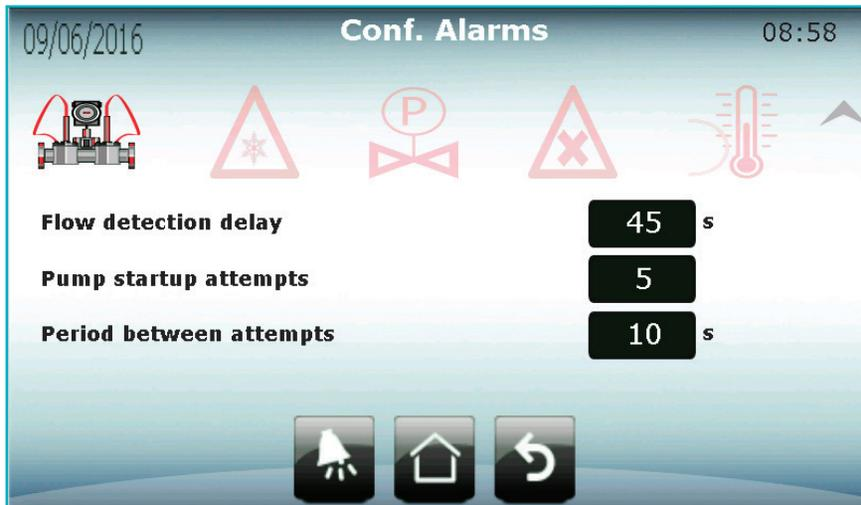 09/06/2016 Conf. Alarms 08:58
P
Flow detection delay 45 s
Pump startup attempts 5
Period between attempts 10 s